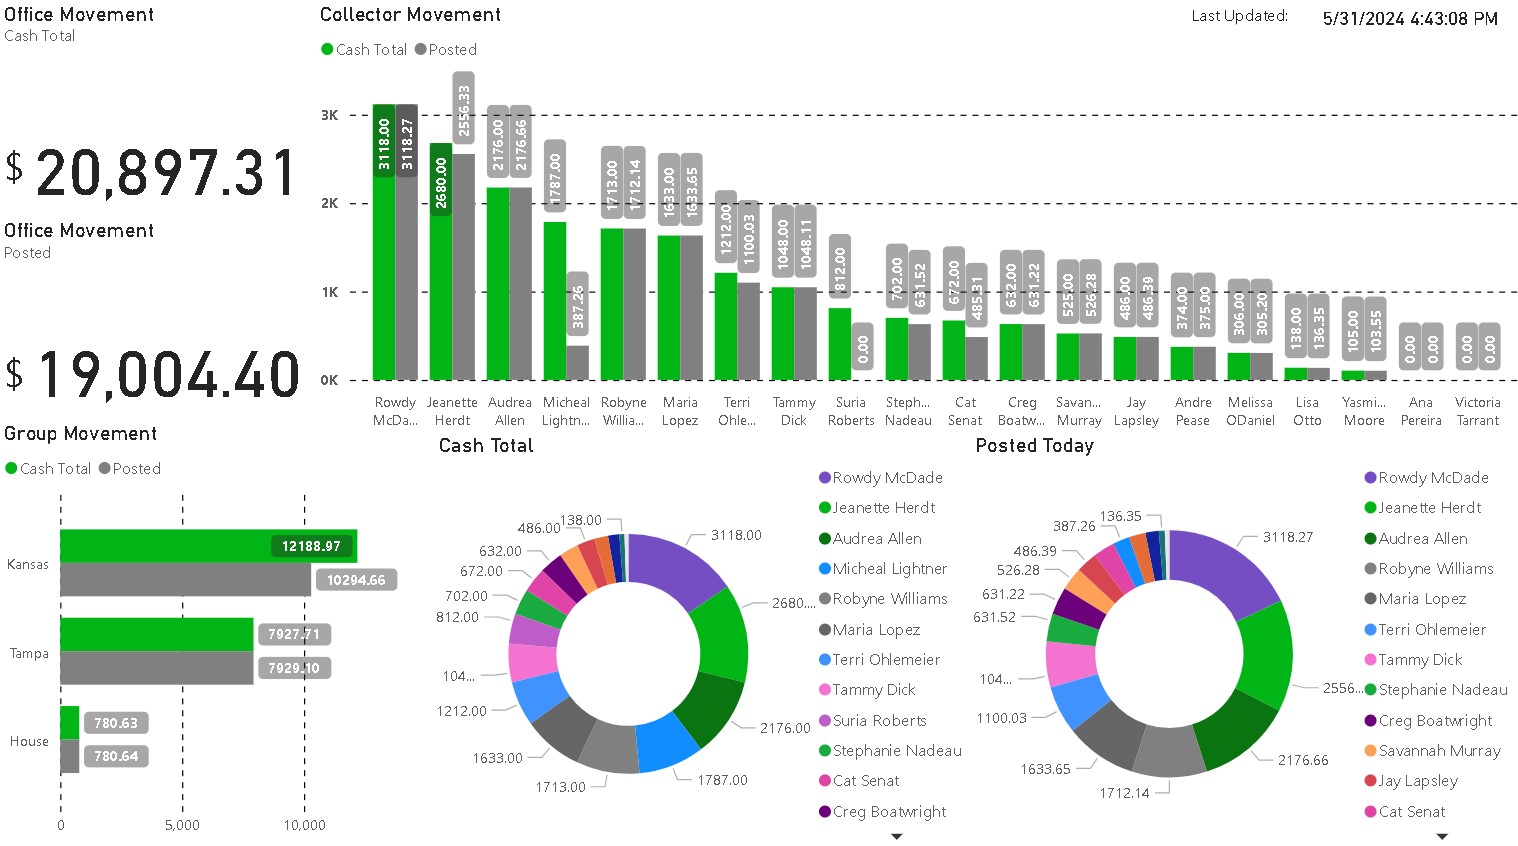 Office Movement
Cash Total
$ 20,897.31
Office Movement
Posted
$ 19,004.40
Collector Movement
Cash Total Posted
Last Updated: 5/31/2024 4:43:08 PM
3K
2K
1K
0K
3118.00 3118.27
2680.00 2556.33
2176.00 2176.66
1787.00 387.26
1713.00 1712.14
1633.00 1633.65
1212.00 1100.03
1048.00 1048.11
812.00 0.00
702.00 631.52
672.00 485.31
632.00 631.22
525.00 526.28
486.00 486.39
374.00 375.00
306.00 305.20
138.00 136.35
105.00 103.55
0.00 0.00
0.00 0.00
Rowdy McDa...
Jeanette Herdt
Audrea Allen
Micheal Lightn...
Robyne Willia...
Maria Lopez
Terri Ohle...
Tammy Dick
Suria Roberts
Steph... Nadeau
Cat Senat
Creg Boatw...
Savan... Murray
Jay Lapsley
Andre Pease
Melissa ODaniel
Lisa Otto
Yasmi... Moore
Ana Pereira
Victoria Tarrant
Group Movement
Cash Total Posted
Kansas
12188.97
10294.66
Tampa
7927.71
7929.10
House
780.63
780.64
0 5,000 10,000
Cash Total
3118.00
2680....
2176.00
1787.00
1713.00
1633.00
1212.00
104...
812.00
702.00
672.00
632.00
486.00
138.00
Rowdy McDade
Jeanette Herdt
Audrea Allen
Micheal Lightner
Robyne Williams
Maria Lopez
Terri Ohlemeier
Tammy Dick
Suria Roberts
Stephanie Nadeau
Cat Senat
Creg Boatwright
Posted Today
3118.27
2556...
2176.66
1712.14
1633.65
1100.03
104...
631.52
631.22
526.28
486.39
387.26
136.35
Rowdy McDade
Jeanette Herdt
Audrea Allen
Robyne Williams
Maria Lopez
Terri Ohlemeier
Tammy Dick
Stephanie Nadeau
Creg Boatwright
Savannah Murray
Jay Lapsley
Cat Senat